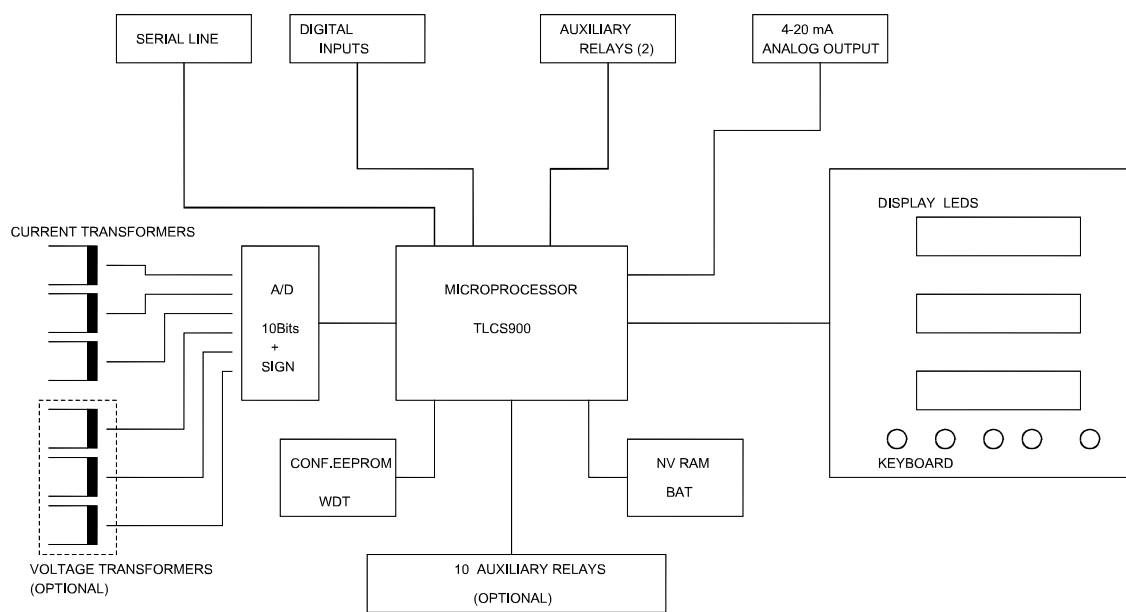 SERIAL LINE
DIGITAL
INPUTS
AUXILIARY
RELAYS (2)
4-20 mA
ANALOG OUTPUT
CURRENT TRANSFORMERS
A/D
10Bits
+
SIGN
MICROPROCESSOR
TLCS900
DISPLAY LEDS
KEYBOARD
CONF.EEPROM
WDT
NV RAM
BAT
VOLTAGE TRANSFORMERS
(OPTIONAL)
10 AUXILIARY RELAYS
(OPTIONAL)